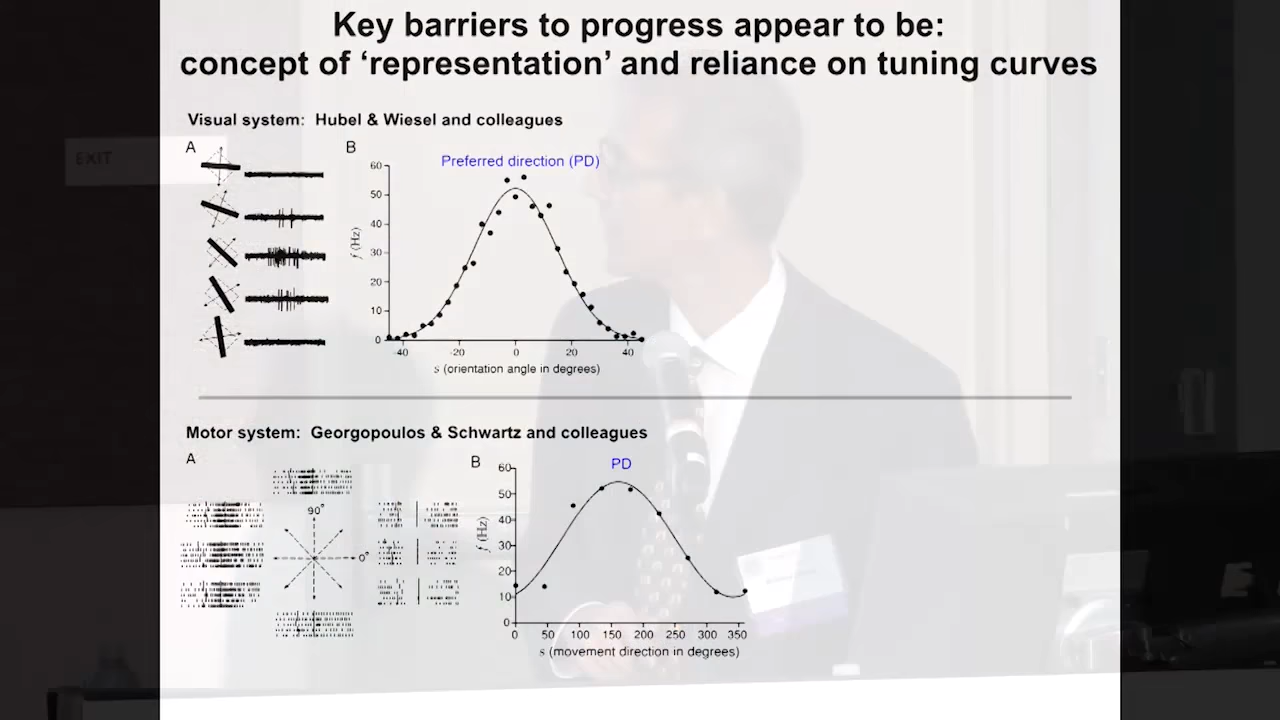 Key barriers to progress appear to be:
concept of ‘representation’ and reliance on tuning curves
Visual system: Hubel & Wiesel and colleagues
A
B
Preferred direction (PD)
60
50
40
30
20
10
0
f (Hz)
-40 -20 0 20 40
s (orientation angle in degrees)
EXIT
Motor system: Georgopoulos & Schwartz and colleagues
A
90°
0°
B
PD
60
50
40
30
20
10
0
f (Hz)
0 50 100 150 200 250 300 350
s (movement direction in degrees)